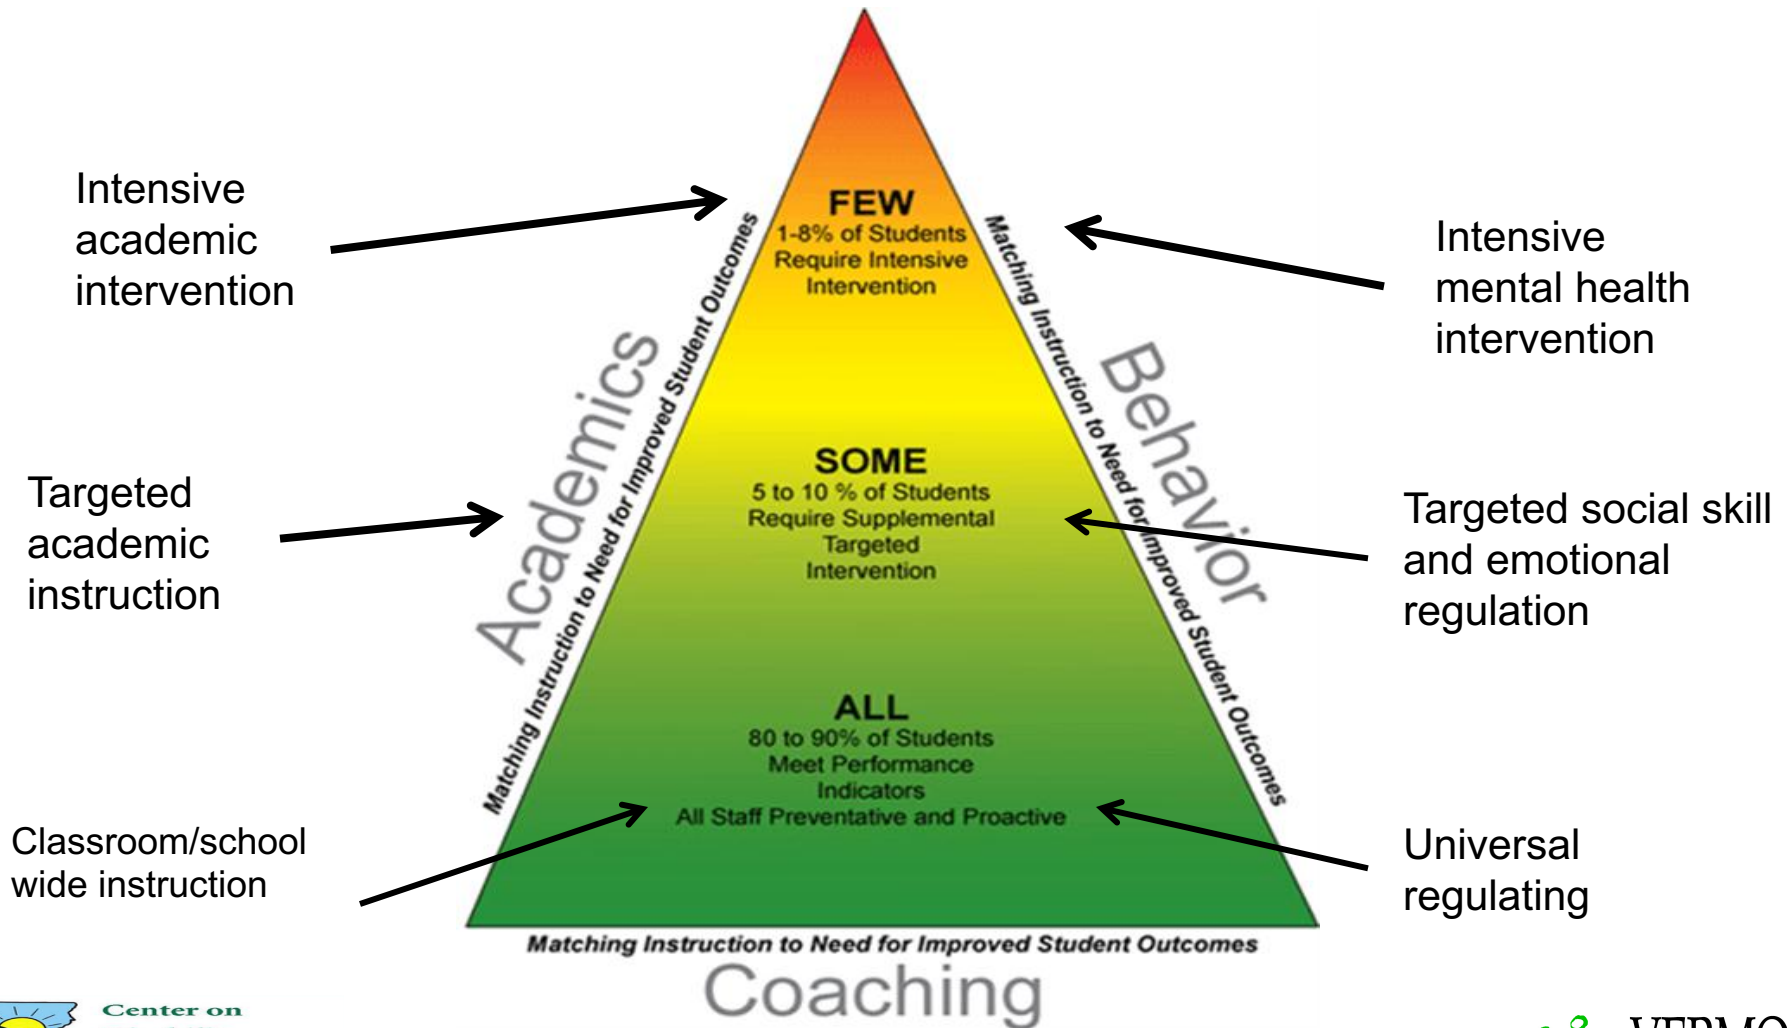 Intensive
academic
intervention
Targeted
academic
instruction
Classroom/school
wide instruction
Academics
Matching Instruction to Need for Improved Student Outcomes
FEW
1-8% of Students
Require Intensive
Intervention
SOME
5 to 10 % of Students
Require Supplemental
Targeted
Intervention
ALL
80 to 90% of Students
Meet Performance
Indicators
All Staff Preventative and Proactive
Matching Instruction to Need for Improved Student Outcomes
Behavior
Intensive
mental health
intervention
Targeted social skill
and emotional
regulation
Universal
regulating
Matching Instruction to Need for Improved Student Outcomes
Coaching
Center on